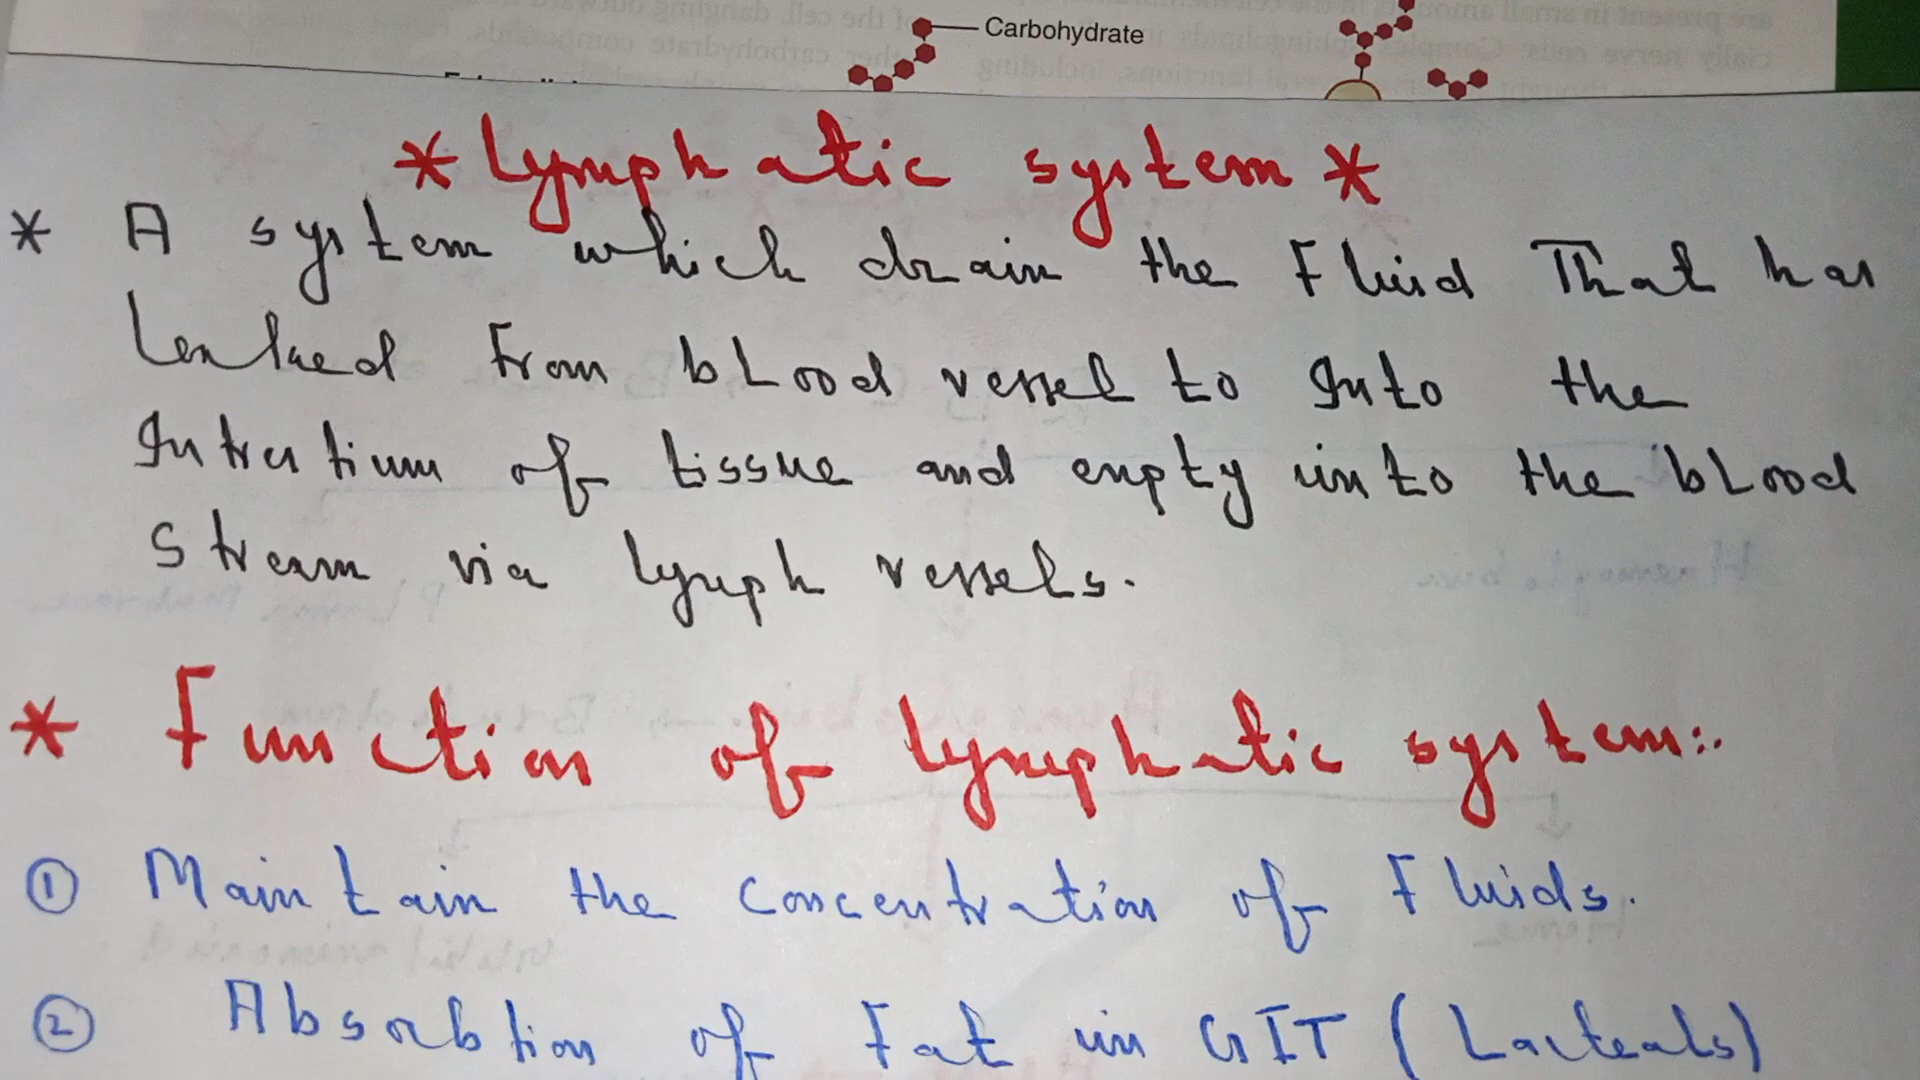 Carbohydrate
* Lymphatic system *
* A system which drain the Fluid That has
Leaked From bLood vessel to Into the
Intrestium of tissue and empty into the bLood
stream via lymph vessels.
* Function of lymphatic system:.
① Maintain the concentration of Fluids.
② Absorbtion of Fat in GIT (Lacteals)